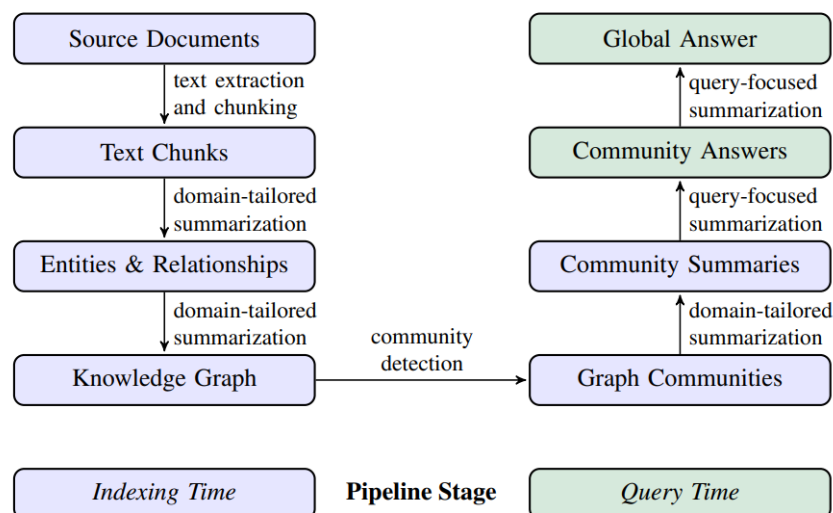 Source Documents
text extraction
and chunking
Text Chunks
domain-tailored
summarization
Entities & Relationships
domain-tailored
summarization
Knowledge Graph
community
detection
Graph Communities
domain-tailored
summarization
Community Summaries
query-focused
summarization
Community Answers
query-focused
summarization
Global Answer
Indexing Time
Pipeline Stage
Query Time